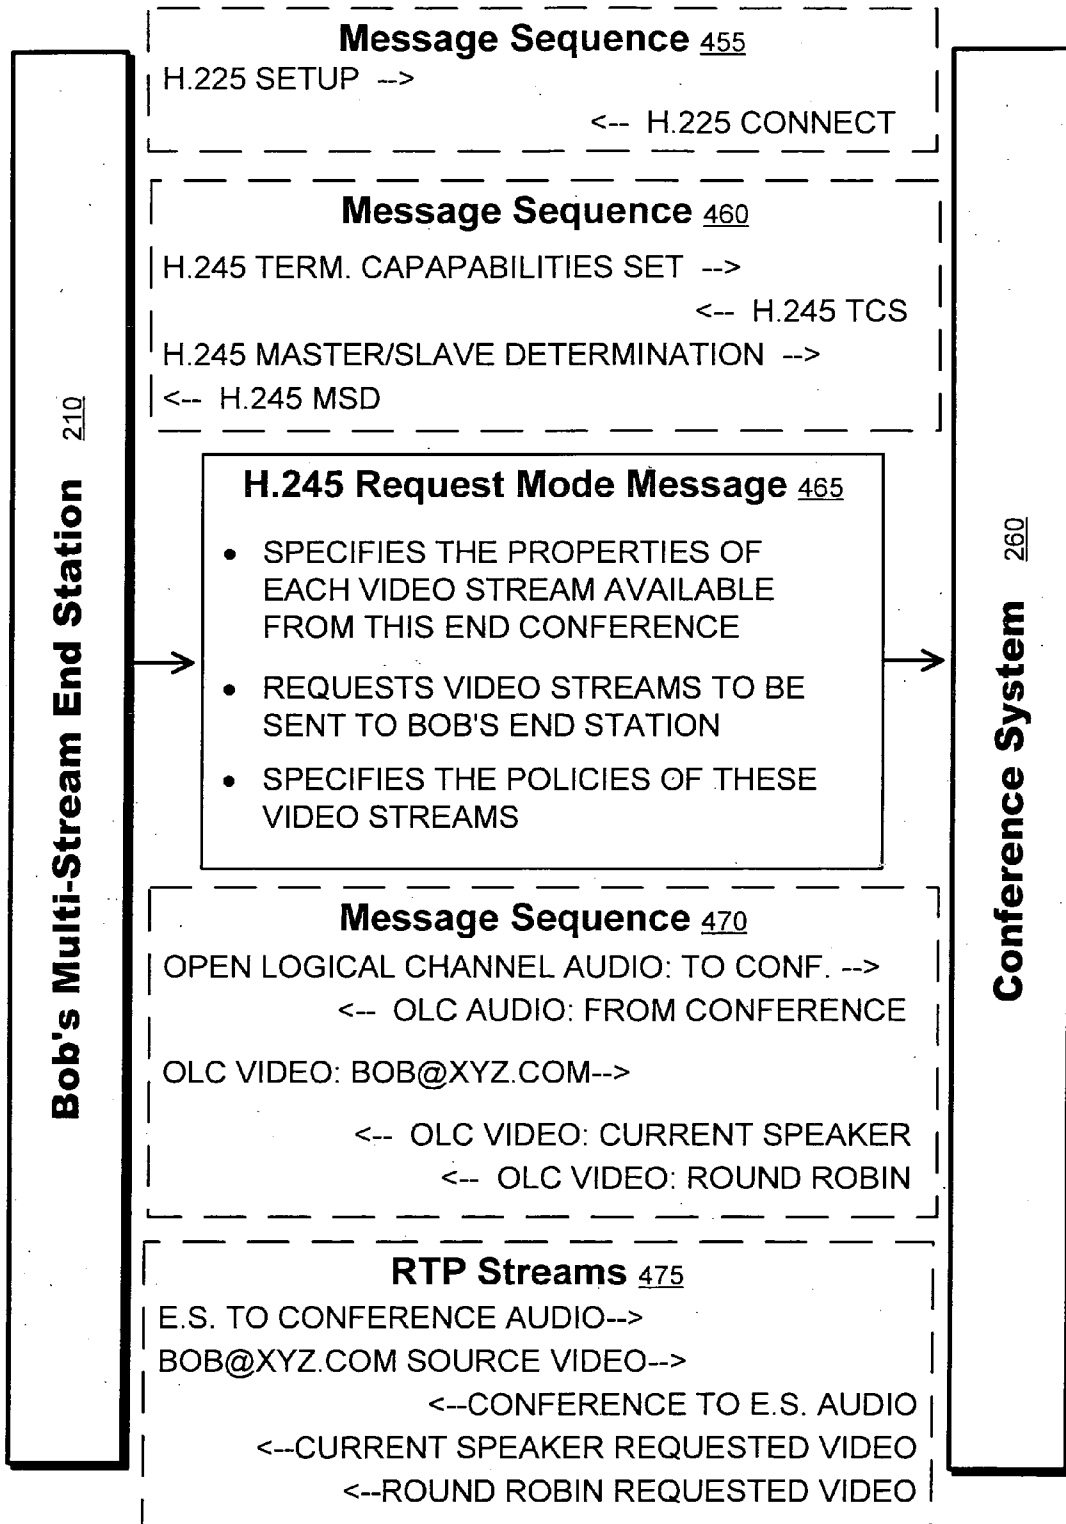 Message Sequence 455
H.225 SETUP -->
<-- H.225 CONNECT
Message Sequence 460
H.245 TERM. CAPAPABILITIES SET -->
<-- H.245 TCS
H.245 MASTER/SLAVE DETERMINATION -->
<-- H.245 MSD
Bob's Multi-Stream End Station 210
H.245 Request Mode Message 465
• SPECIFIES THE PROPERTIES OF
EACH VIDEO STREAM AVAILABLE
FROM THIS END CONFERENCE
• REQUESTS VIDEO STREAMS TO BE
SENT TO BOB'S END STATION
• SPECIFIES THE POLICIES OF THESE
VIDEO STREAMS
Conference System 260
Message Sequence 470
OPEN LOGICAL CHANNEL AUDIO: TO CONF. -->
<-- OLC AUDIO: FROM CONFERENCE
OLC VIDEO: BOB@XYZ.COM-->
<-- OLC VIDEO: CURRENT SPEAKER
<-- OLC VIDEO: ROUND ROBIN
RTP Streams 475
E.S. TO CONFERENCE AUDIO-->
BOB@XYZ.COM SOURCE VIDEO-->
<--CONFERENCE TO E.S. AUDIO
<--CURRENT SPEAKER REQUESTED VIDEO
<--ROUND ROBIN REQUESTED VIDEO